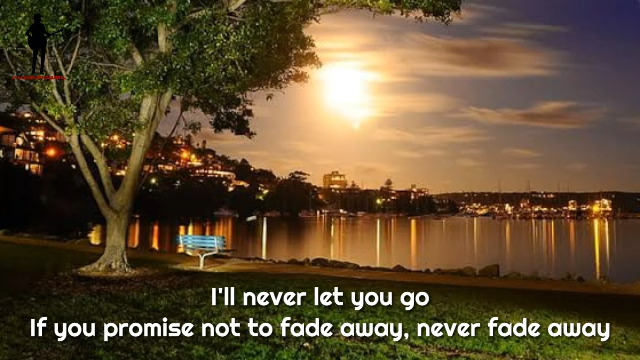 I'll never let you go
If you promise not to fade away, never fade away